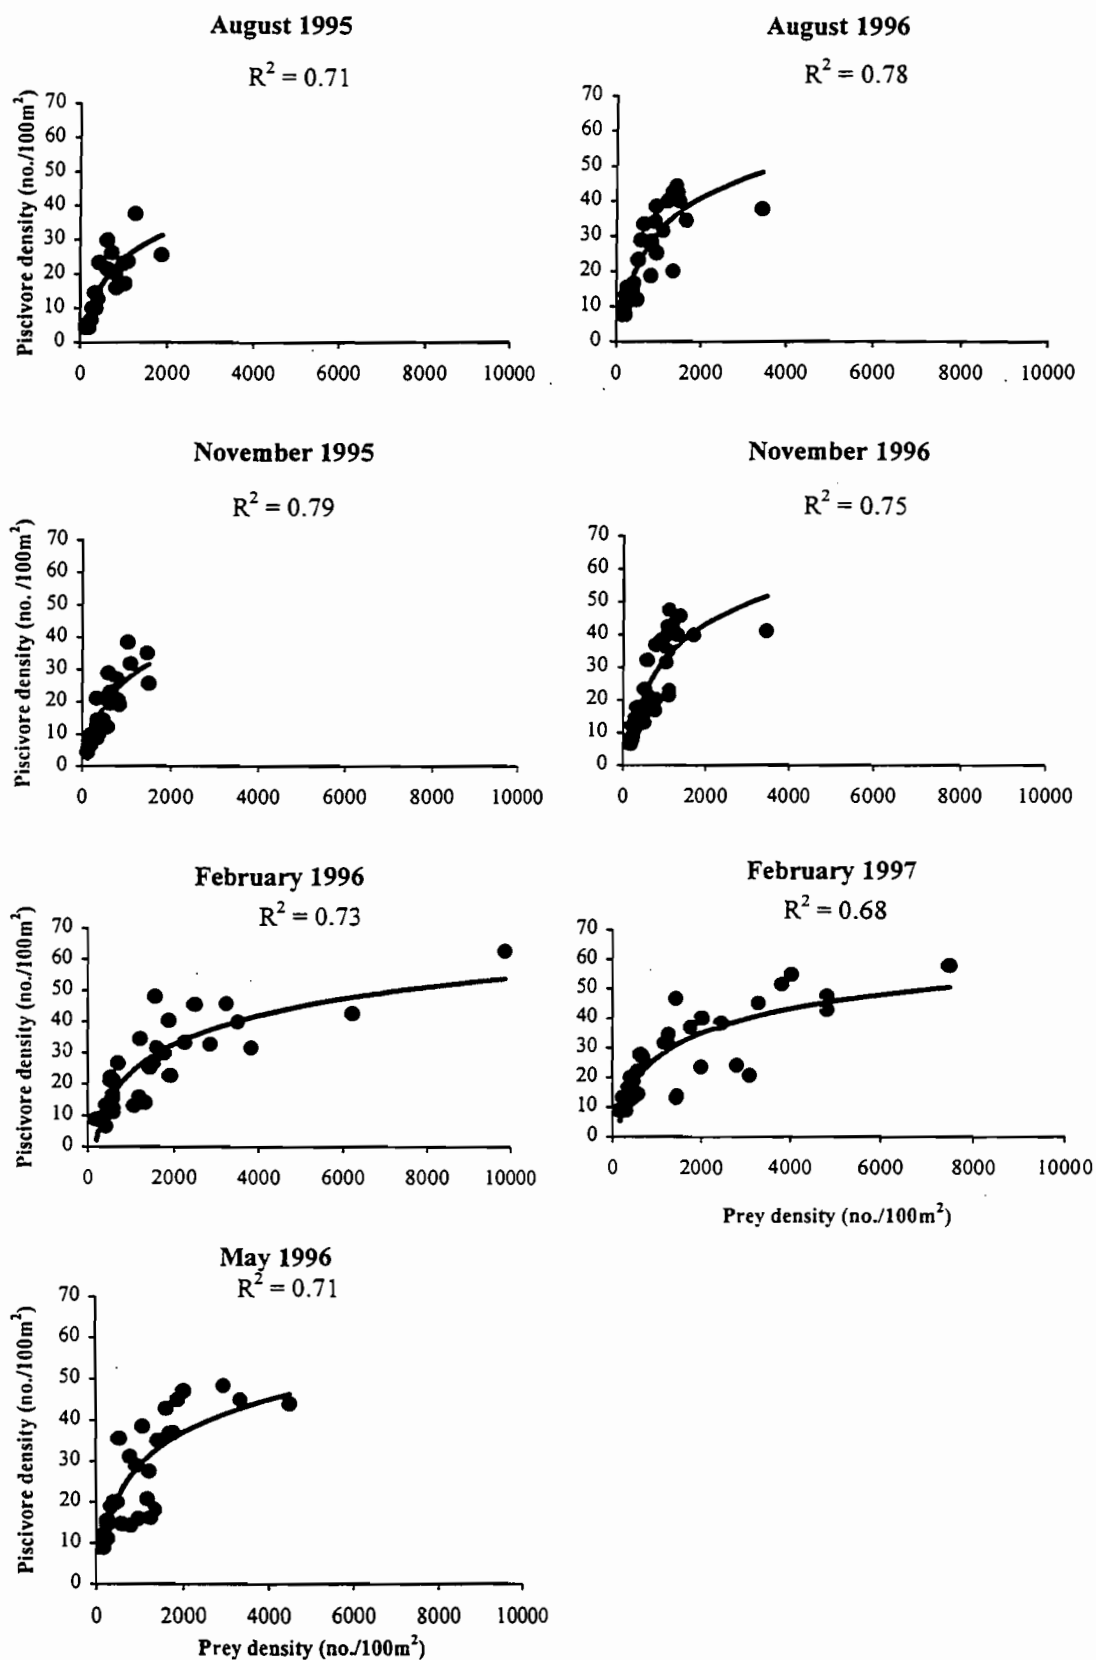 August 1995
R² = 0.71
Piscivore density (no./100m²)
70
60
50
40
30
20
10
0
0 2000 4000 6000 8000 10000
August 1996
R² = 0.78
70
60
50
40
30
20
10
0
0 2000 4000 6000 8000 10000
November 1995
R² = 0.79
Piscivore density (no. /100m²)
70
60
50
40
30
20
10
0
0 2000 4000 6000 8000 10000
November 1996
R² = 0.75
70
60
50
40
30
20
10
0
0 2000 4000 6000 8000 10000
February 1996
R² = 0.73
Piscivore density (no./100m²)
70
60
50
40
30
20
10
0
0 2000 4000 6000 8000 10000
February 1997
R² = 0.68
70
60
50
40
30
20
10
0
0 2000 4000 6000 8000 10000
Prey density (no./100m²)
May 1996
R² = 0.71
Piscivore density (no./100m²)
70
60
50
40
30
20
10
0
0 2000 4000 6000 8000 10000
Prey density (no./100m²)